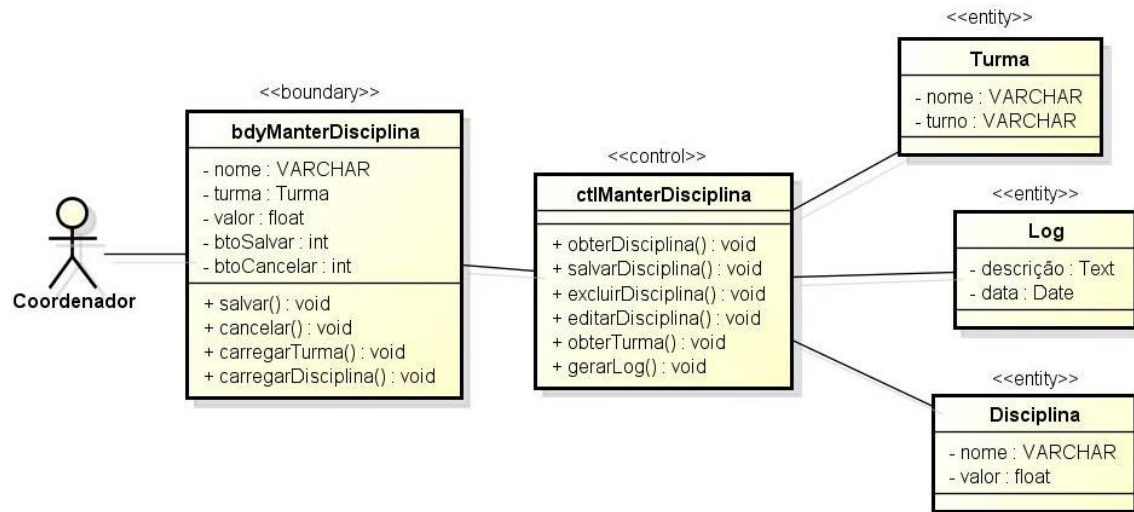 <<boundary>>
bdyManterDisciplina
- nome : VARCHAR
- turma : Turma
- valor : float
- btoSalvar : int
- btoCancelar : int
+ salvar() : void
+ cancelar() : void
+ carregarTurma() : void
+ carregarDisciplina() : void
Coordenador
<<control>>
ctlManterDisciplina
+ obterDisciplina() : void
+ salvarDisciplina() : void
+ excluirDisciplina() : void
+ editarDisciplina() : void
+ obterTurma() : void
+ gerarLog() : void
<<entity>>
Turma
- nome : VARCHAR
- turno : VARCHAR
<<entity>>
Log
- descrição : Text
- data : Date
<<entity>>
Disciplina
- nome : VARCHAR
- valor : float